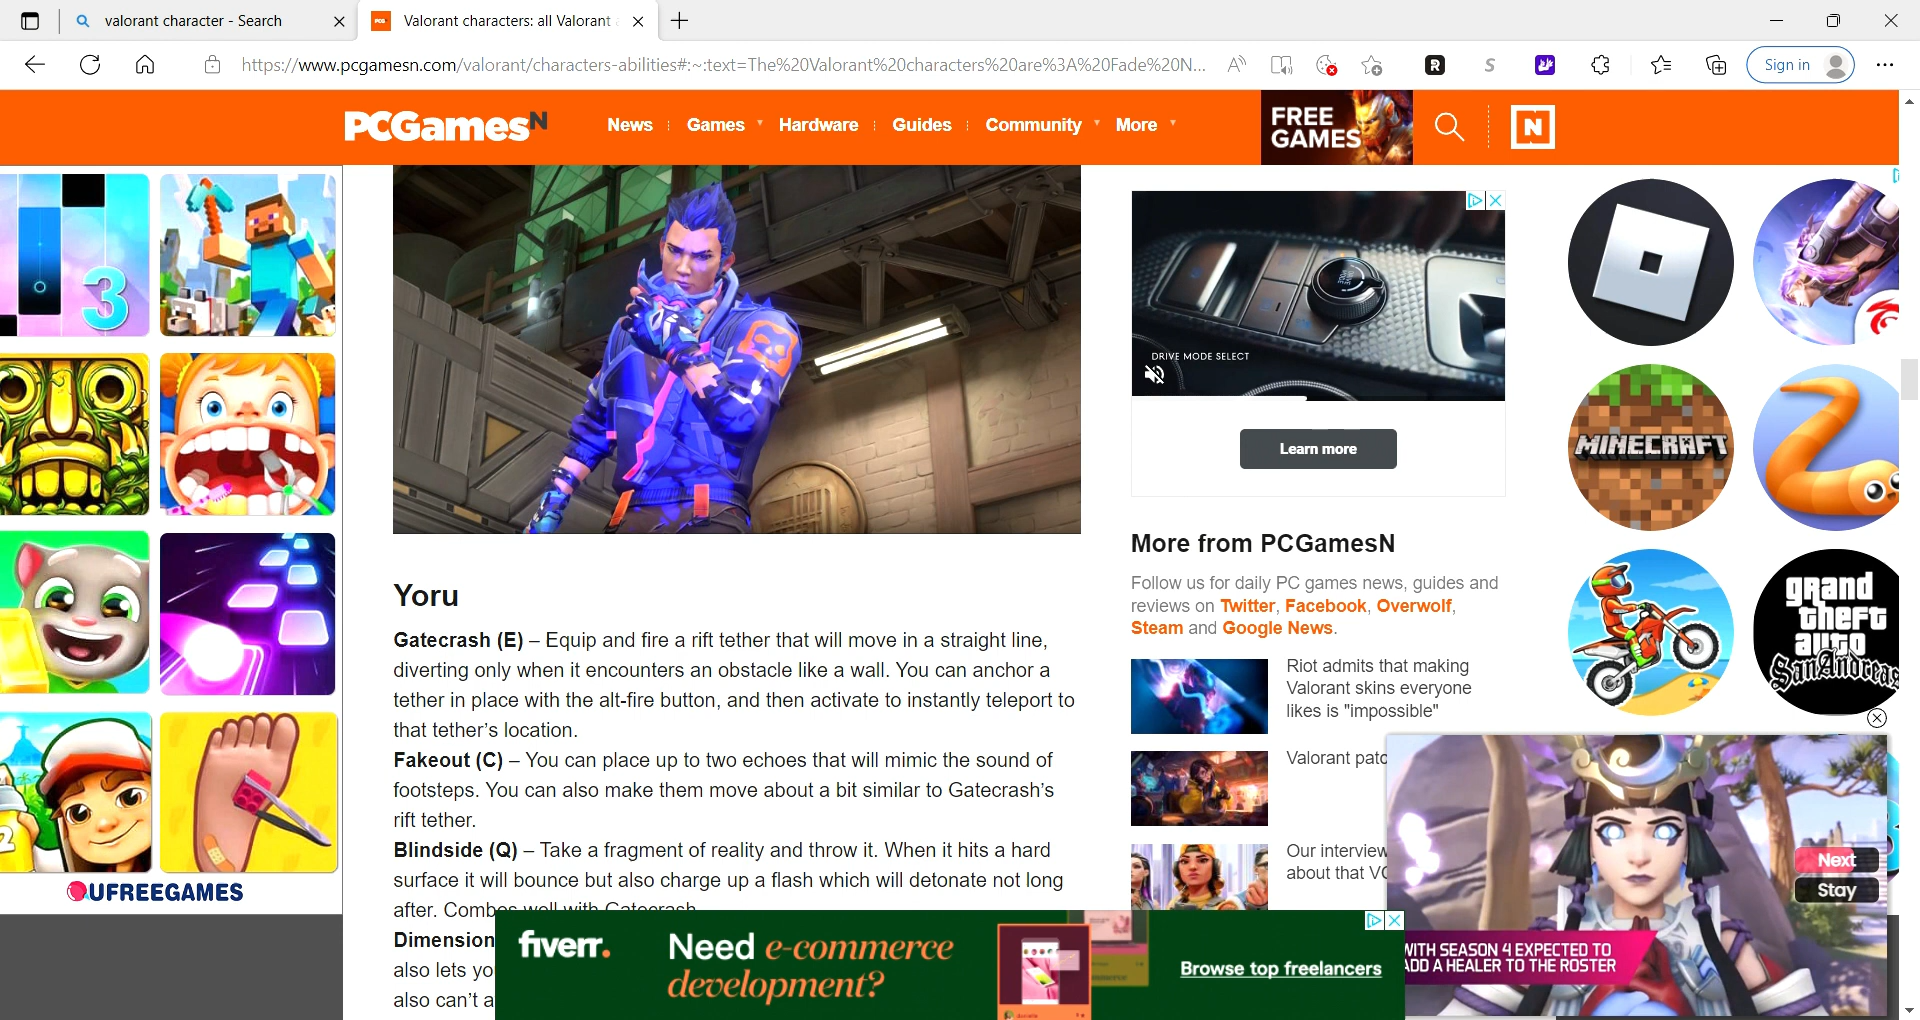 valorant character - Search
Valorant characters: all Valorant
https://www.pcgamesn.com/valorant/characters-abilities#:~:text=The%20Valorant%20characters%20are%3A%20Fade%20N...
Sign in
PCGamesN
News
Games
Hardware
Guides
Community
More
FREE
GAMES
N
3
DRIVE MODE SELECT
Learn more
MINECRAFT
grand
theft
auto
San Andreas
2
UFREEGAMES
Yoru
Gatecrash (E) – Equip and fire a rift tether that will move in a straight line,
diverting only when it encounters an obstacle like a wall. You can anchor a
tether in place with the alt-fire button, and then activate to instantly teleport to
that tether's location.
Fakeout (C) – You can place up to two echoes that will mimic the sound of
footsteps. You can also make them move about a bit similar to Gatecrash's
rift tether.
Blindside (Q) – Take a fragment of reality and throw it. When it hits a hard
surface it will bounce but also charge up a flash which will detonate not long
after. Combos well with Gatecrash
Dimension
also lets yo
also can't a
More from PCGamesN
Follow us for daily PC games news, guides and
reviews on Twitter, Facebook, Overwolf,
Steam and Google News.
Riot admits that making
Valorant skins everyone
likes is "impossible"
Valorant patc
Our interview
about that VC
Next
Stay
WITH SEASON 4 EXPECTED TO
ADD A HEALER TO THE ROSTER
fiverr.
Need e-commerce
development?
Browse top freelancers